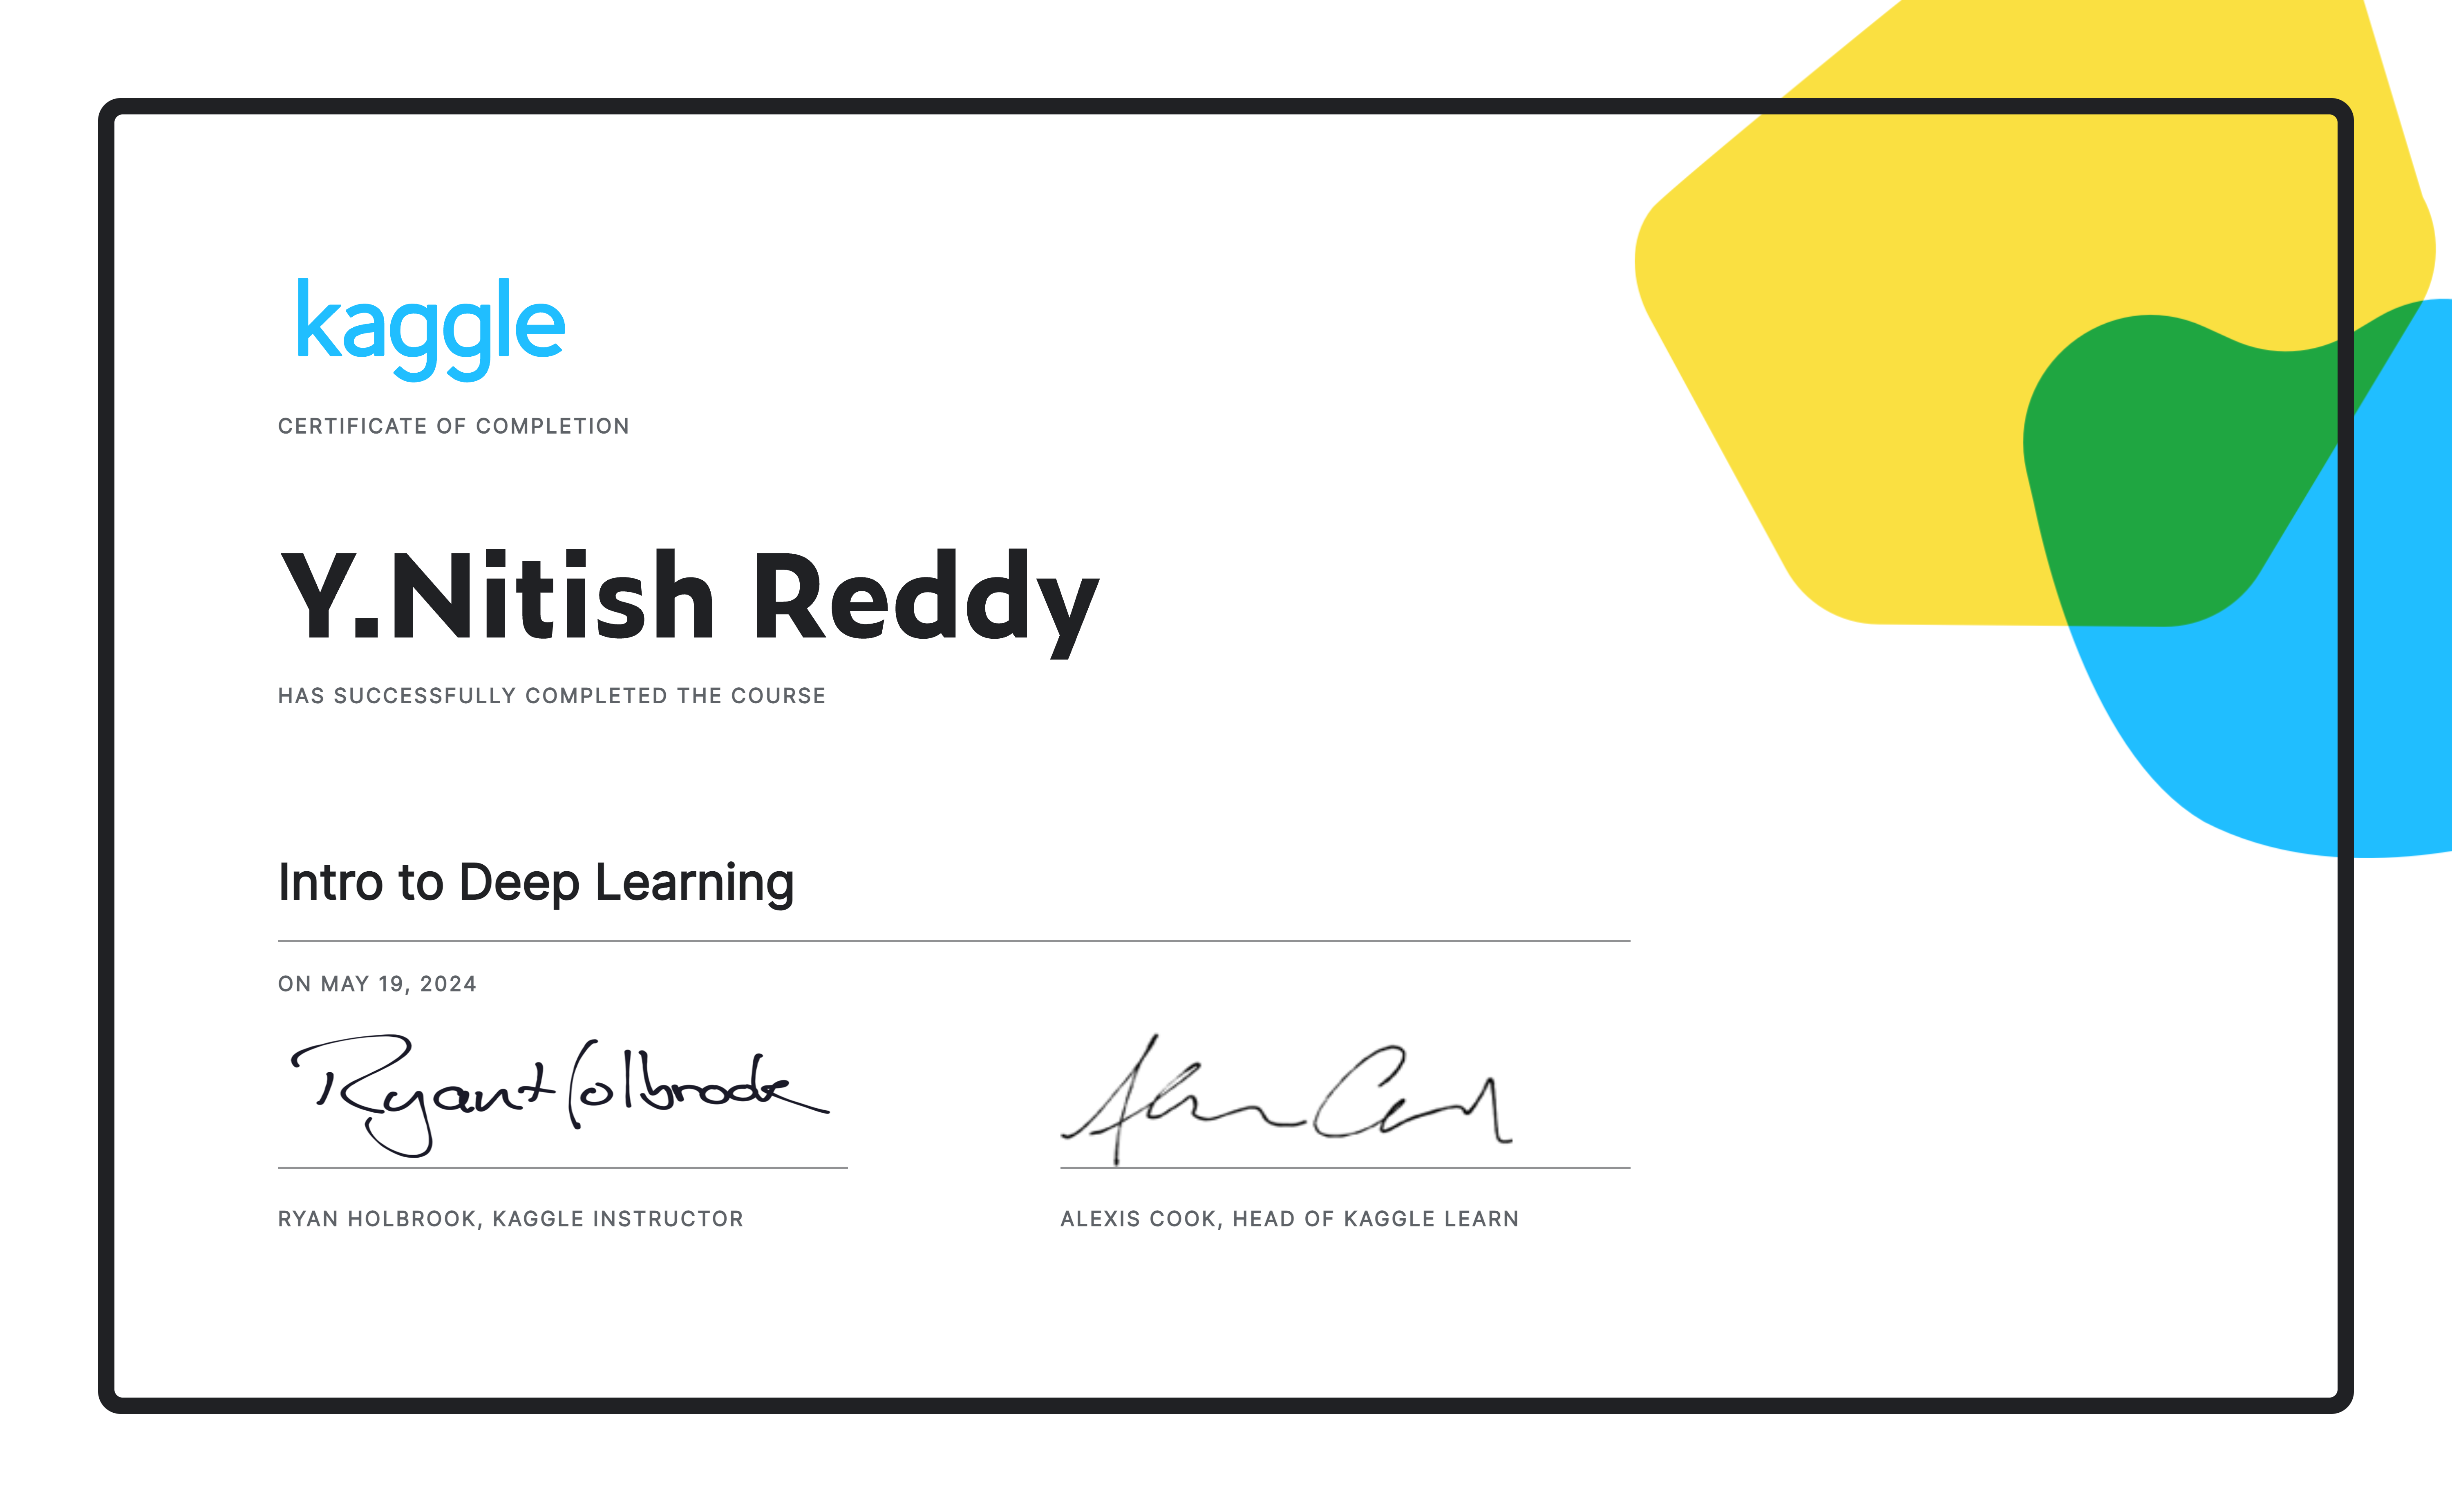 kaggle
CERTIFICATE OF COMPLETION
Y.Nitish Reddy
HAS SUCCESSFULLY COMPLETED THE COURSE
Intro to Deep Learning
ON MAY 19, 2024
Ryan Holbrook
RYAN HOLBROOK, KAGGLE INSTRUCTOR
ALEXIS COOK, HEAD OF KAGGLE LEARN